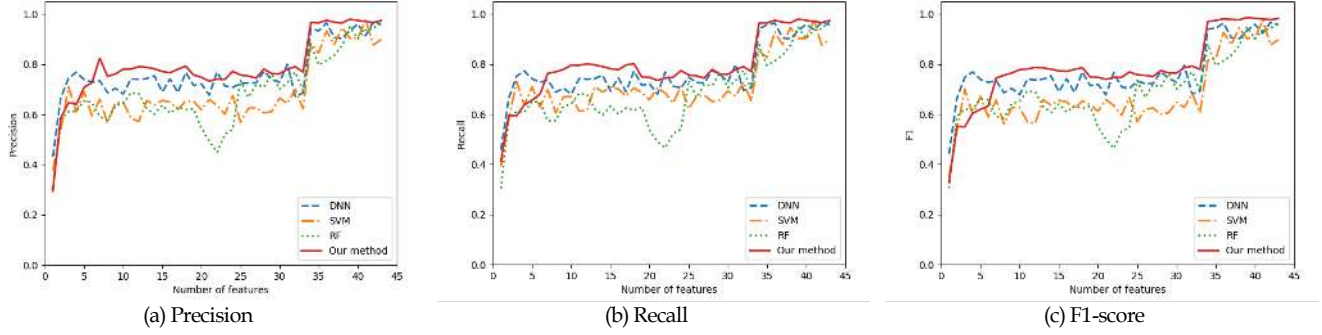 1.0
0.8
0.6
0.4
0.2
0.0
Precision
0 5 10 15 20 25 30 35 40 45
Number of features
DNN
SVM
RF
Our method
(a) Precision
1.0
0.8
0.6
0.4
0.2
0.0
Recall
0 5 10 15 20 25 30 35 40 45
Number of features
DNN
SVM
RF
Our method
(b) Recall
1.0
0.8
0.6
0.4
0.2
0.0
F1
0 5 10 15 20 25 30 35 40 45
Number of features
DNN
SVM
RF
Our method
(c) F1-score